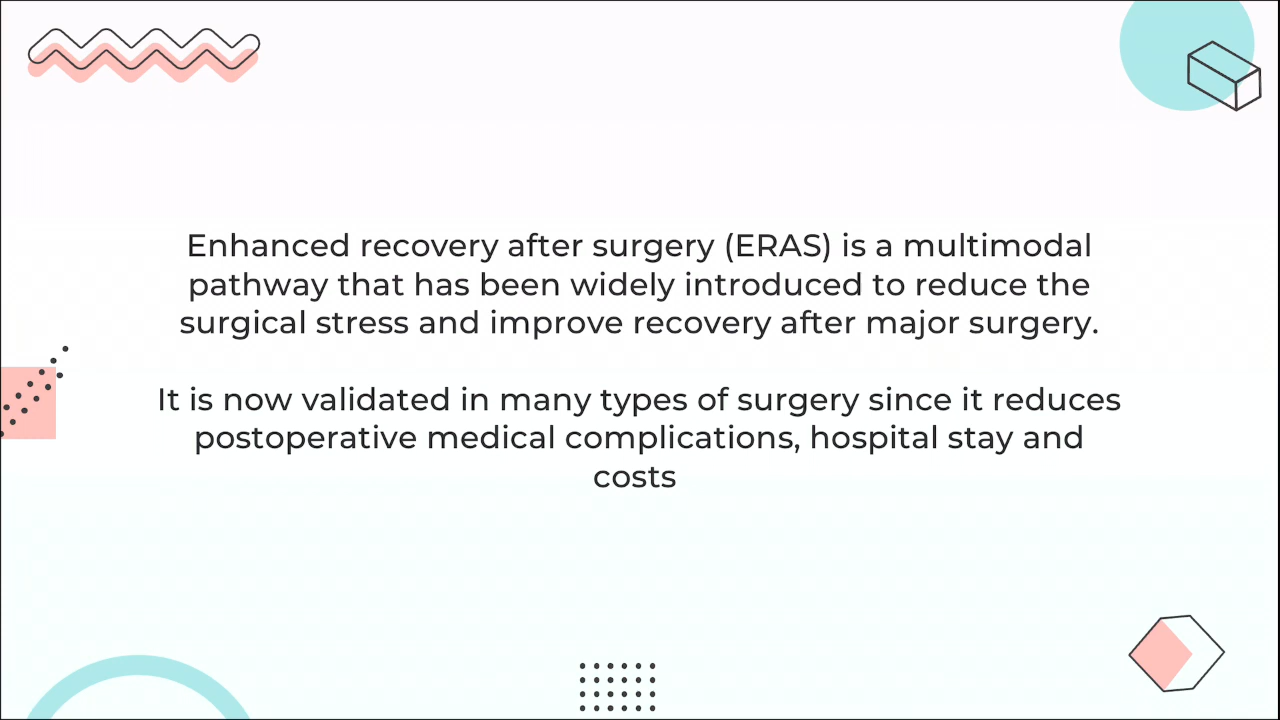 Enhanced recovery after surgery (ERAS) is a multimodal
pathway that has been widely introduced to reduce the
surgical stress and improve recovery after major surgery.
It is now validated in many types of surgery since it reduces
postoperative medical complications, hospital stay and
costs